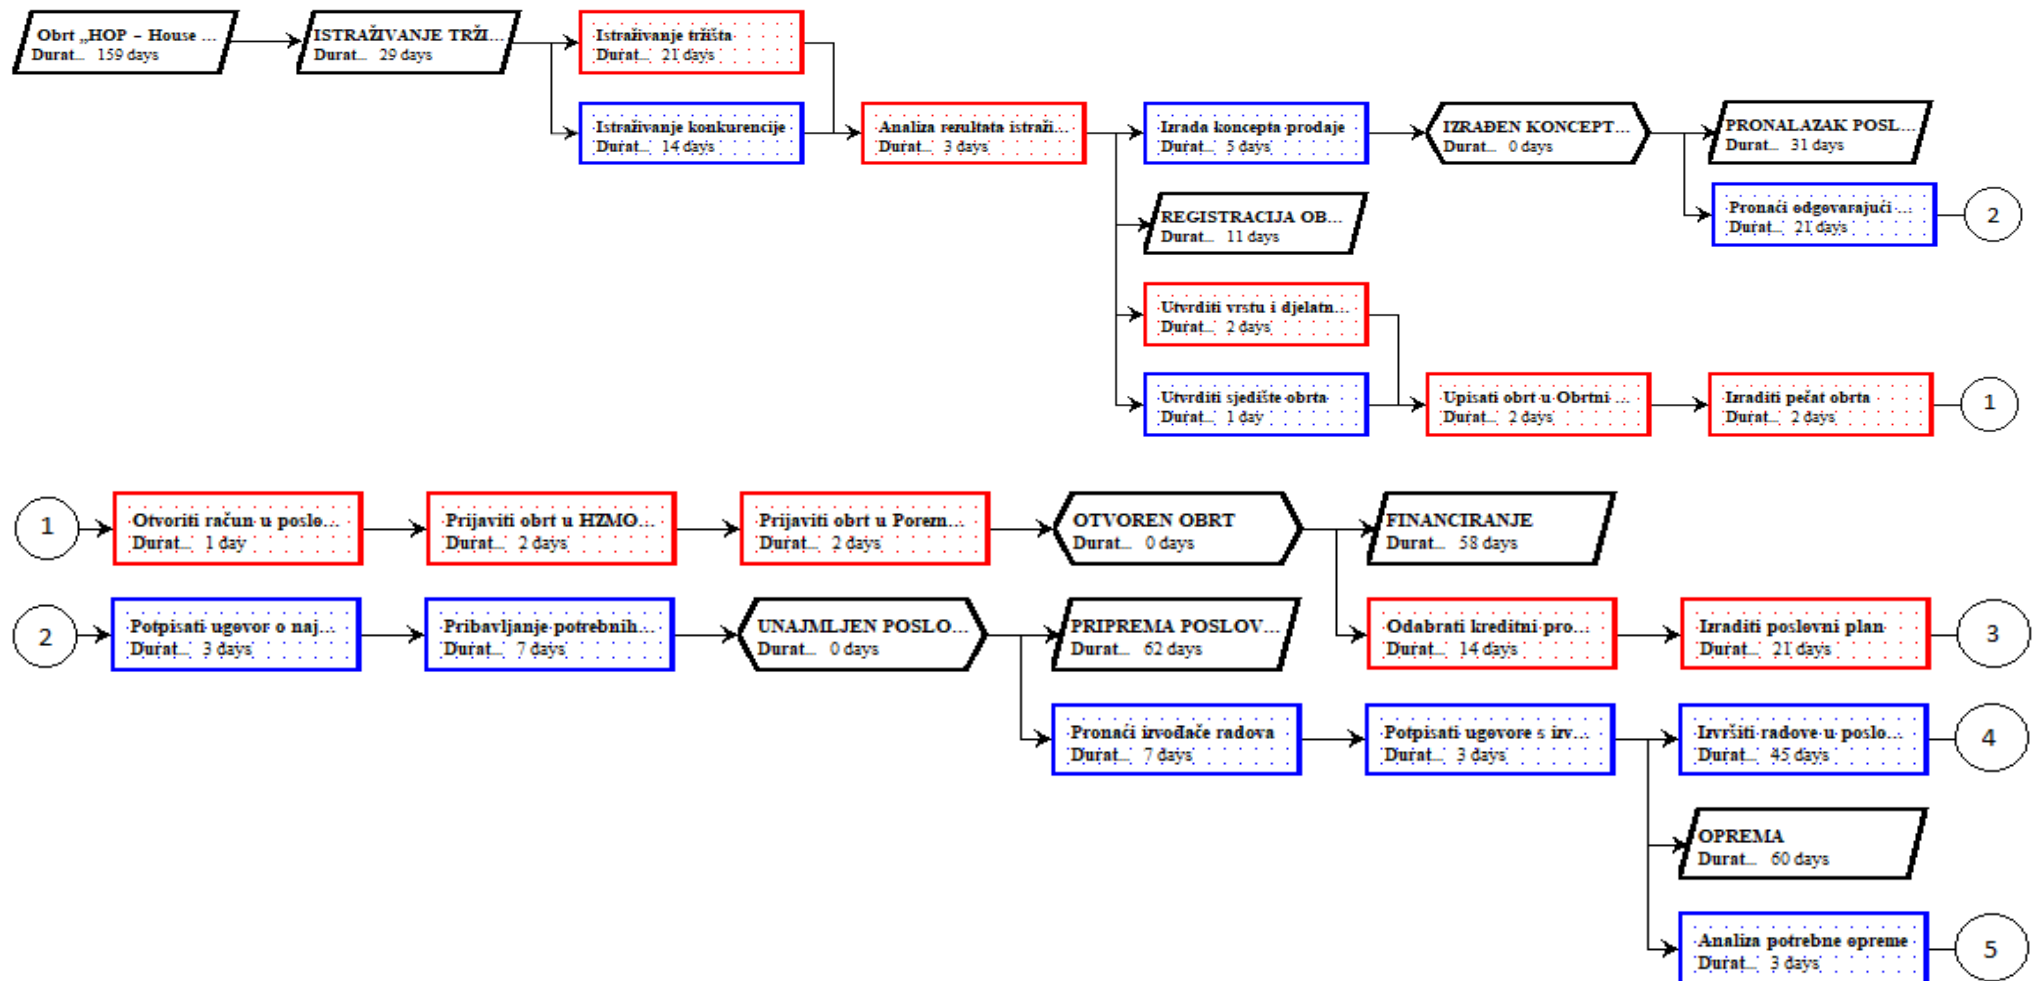 Obrt „HOP – House ...
Durat... 159 days
ISTRAŽIVANJE TRŽI...
Durat... 29 days
Istraživanje tržišta
Durat... 21 days
Istraživanje konkurencije
Durat... 14 days
Analiza rezultata istraži...
Durat... 3 days
Izrada koncepta prodaje
Durat... 5 days
IZRAĐEN KONCEPT...
Durat... 0 days
PRONALAZAK POSL...
Durat... 31 days
Pronaći odgovarajući ...
Durat... 21 days
2
REGISTRACIJA OB...
Durat... 11 days
Utvrditi vrstu i djelatn...
Durat... 2 days
Utvrditi sjedište obrta
Durat... 1 day
Upisati obrt u Obrtni ...
Durat... 2 days
Izraditi pečat obrta
Durat... 2 days
1
1
Otvoriti račun u poslo...
Durat... 1 day
Prijaviti obrt u HZMO...
Durat... 2 days
Prijaviti obrt u Porezn...
Durat... 2 days
OTVOREN OBRT
Durat... 0 days
FINANCIRANJE
Durat... 58 days
2
Potpisati ugovor o naj...
Durat... 3 days
Pribavljanje potrebnih...
Durat... 7 days
UNAJMLJEN POSLO...
Durat... 0 days
PRIPREMA POSLOV...
Durat... 62 days
Odabrati kreditni pro...
Durat... 14 days
Izraditi poslovni plan
Durat... 21 days
3
Pronaći izvođače radova
Durat... 7 days
Potpisati ugovore s izv...
Durat... 3 days
Izvršiti radove u poslo...
Durat... 45 days
4
OPREMA
Durat... 60 days
Analiza potrebne opreme
Durat... 3 days
5